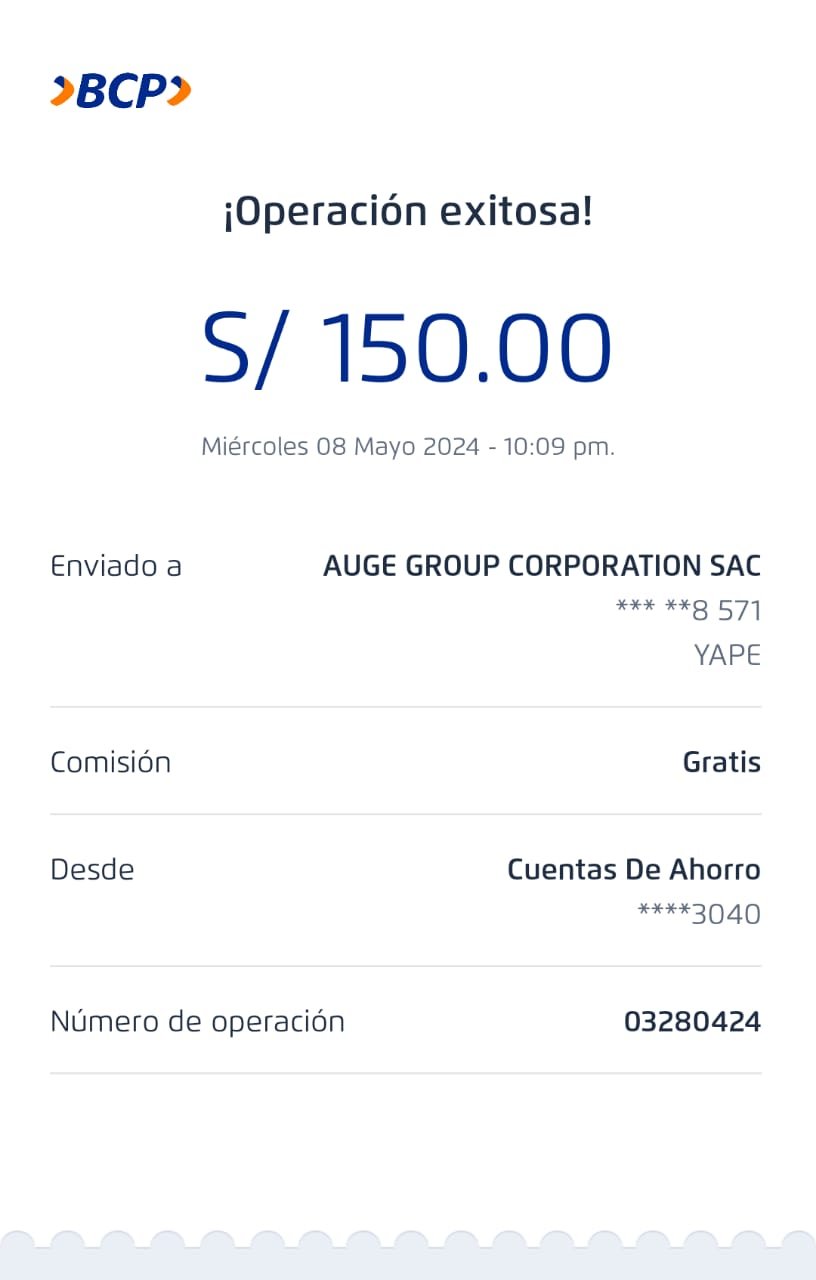 BCP
¡Operación exitosa!
S/ 150.00
Miércoles 08 Mayo 2024 - 10:09 pm.
Enviado a AUGE GROUP CORPORATION SAC
*** **8 571
YAPE
Comisión Gratis
Desde Cuentas De Ahorro
****3040
Número de operación 03280424